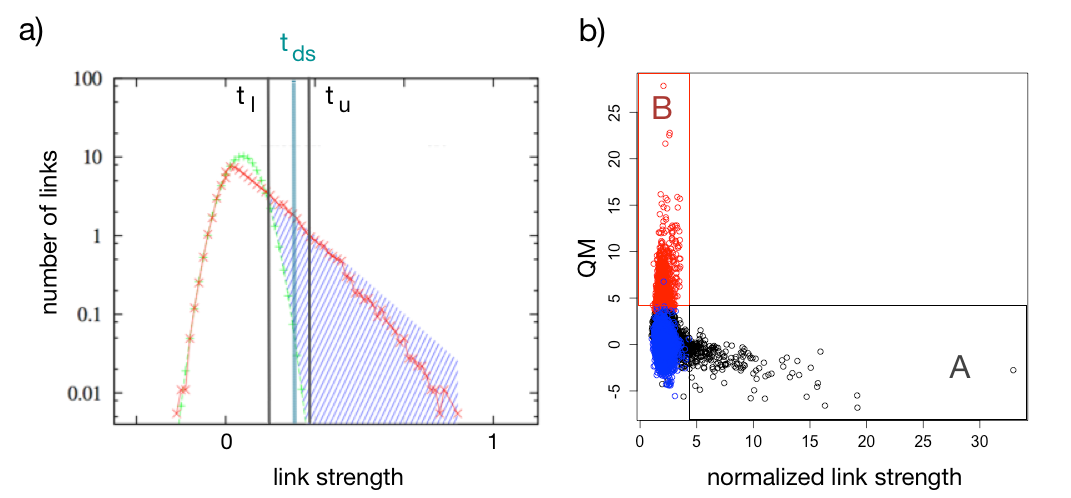 a)
t ds
t l
t u
100
10
1
0.1
0.01
number of links
0
1
link strength
b)
B
A
QM
25
20
15
10
5
0
-5
0
5
10
15
20
25
30
normalized link strength